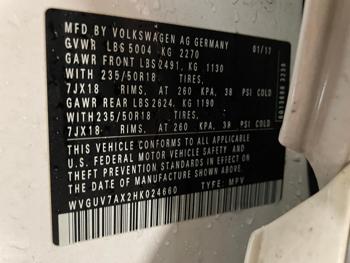 MFD BY VOLKSWAGEN AG GERMANY
GVWR LBS 5004 KG 2270 01/17
GAWR FRONT LBS2491, KG 1130
WITH 235/50R18 TIRES,
7JX18 RIMS, AT 260 KPA, 38 PSI COLD
GAWR REAR LBS 2624, KG 1190
WITH 235/50R18 TIRES,
7JX18 RIMS, AT 260 KPA, 38 PSI COLD
THIS VEHICLE CONFORMS TO ALL APPLICABLE
U.S. FEDERAL MOTOR VEHICLE SAFETY AND
THEFT PREVENTION STANDARDS IN EFFECT ON
THE DATE OF MANUFACTURE SHOWN ABOVE.
WVGUV7AX2HK024660 TYPE: MPV